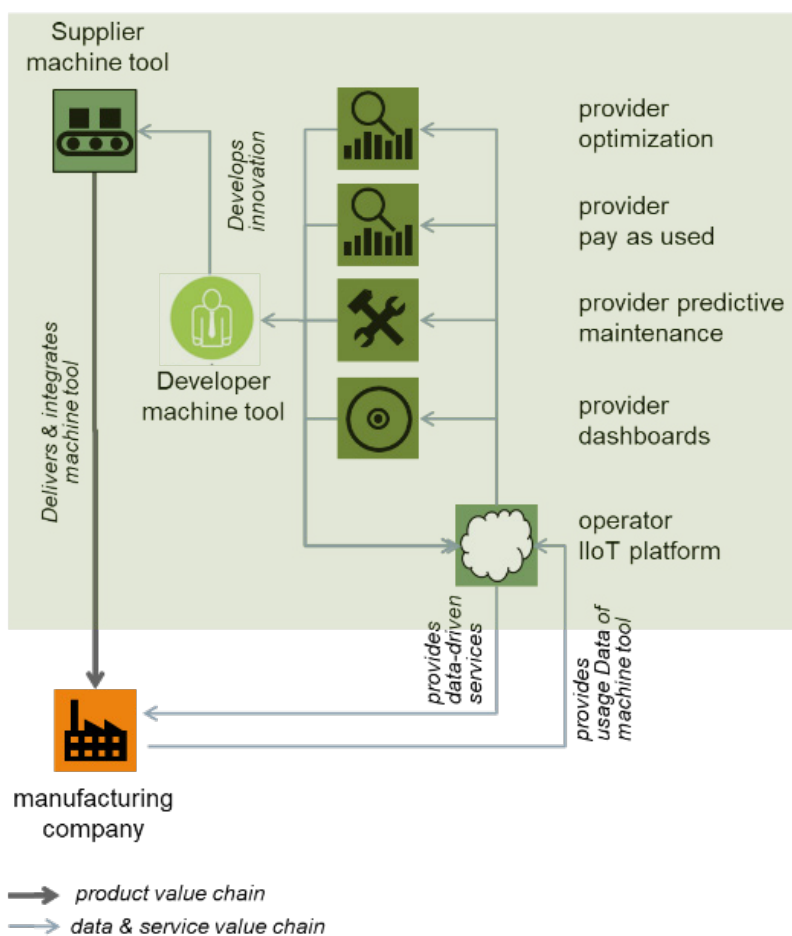 Supplier
machine tool
provider
optimization
Develops
innovation
provider
pay as used
provider predictive
maintenance
Developer
machine tool
Delivers & integrates
machine tool
provider
dashboards
operator
IIoT platform
provides
data-driven
services
provides
usage Data of
machine tool
manufacturing
company
product value chain
data & service value chain